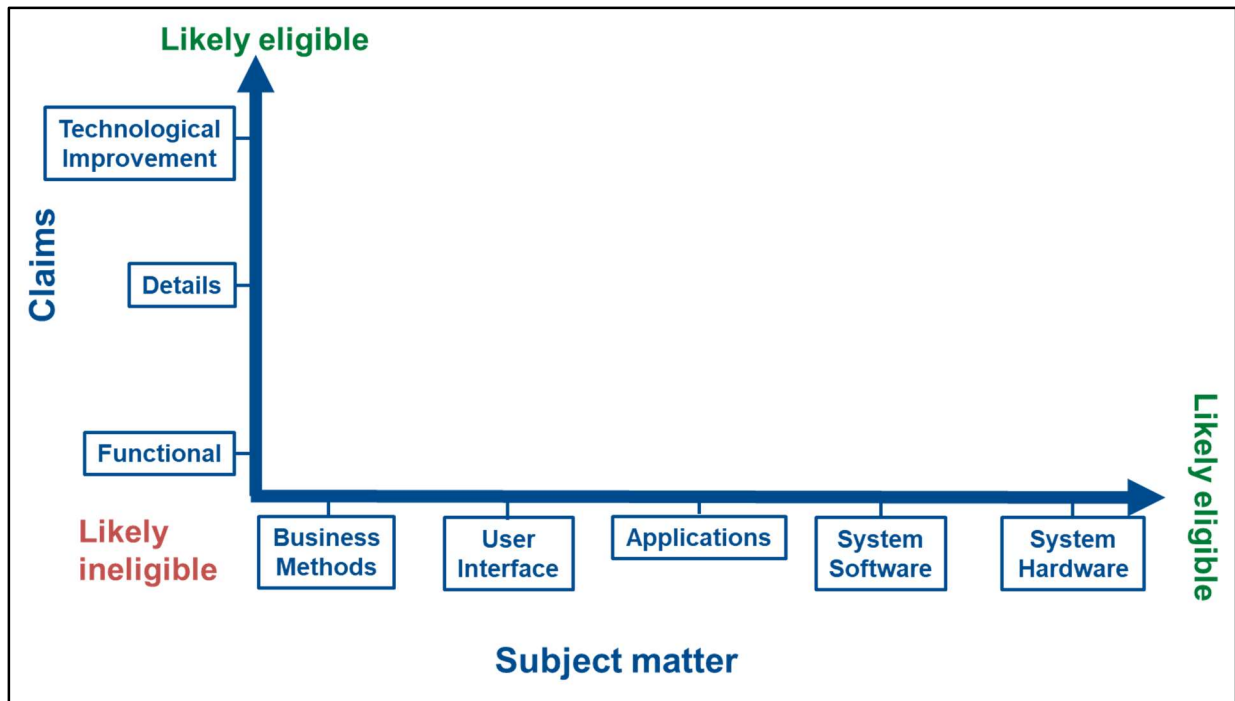 Likely eligible
Technological
Improvement
Claims
Details
Functional
Likely
ineligible
Business
Methods
User
Interface
Applications
System
Software
System
Hardware
Likely eligible
Subject matter